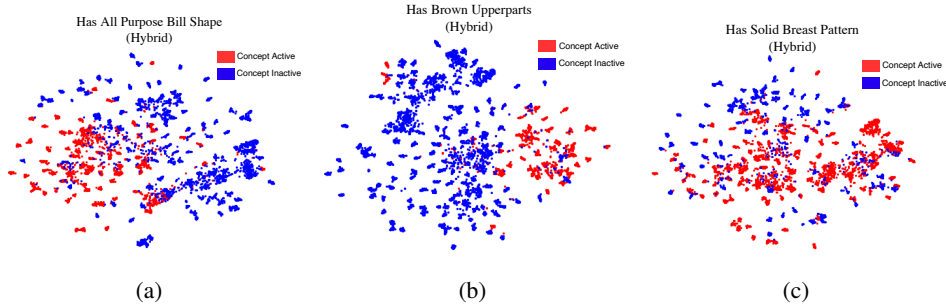 Has All Purpose Bill Shape
(Hybrid)
Concept Active
Concept Inactive
(a)
Has Brown Upperparts
(Hybrid)
Concept Active
Concept Inactive
(b)
Has Solid Breast Pattern
(Hybrid)
Concept Active
Concept Inactive
(c)